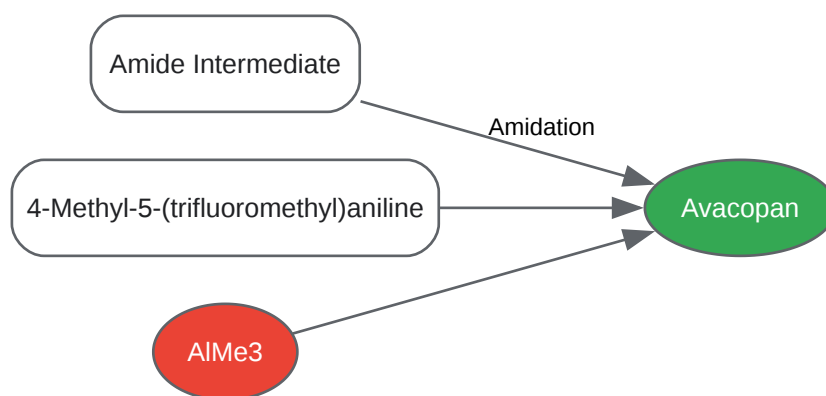 Amide Intermediate
Amidation
4-Methyl-5-(trifluoromethyl)aniline
Avacopan
AlMe3